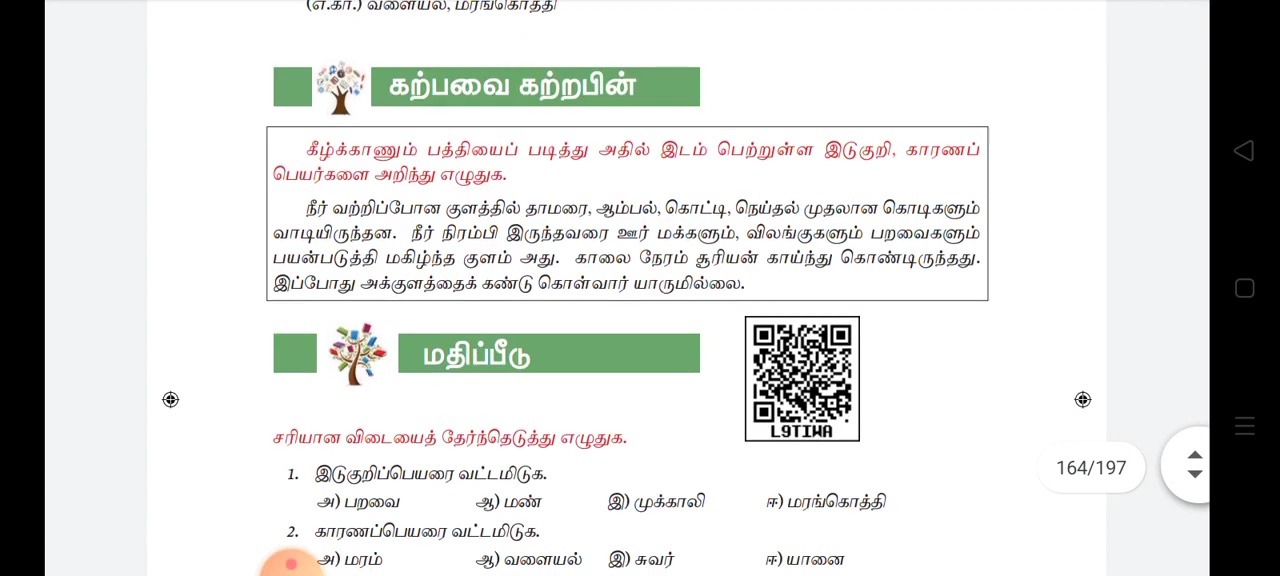 (எ.கா.) வளையல், மரங்கொத்தி
கற்பவை கற்றபின்
கீழ்க்காணும் பத்தியைப் படித்து அதில் இடம் பெற்றுள்ள இடுகுறி, காரணப்
பெயர்களை அறிந்து எழுதுக.
நீர் வற்றிப்போன குளத்தில் தாமரை, ஆம்பல், கொட்டி, நெய்தல் முதலான கொடிகளும்
வாடியிருந்தன. நீர் நிரம்பி இருந்தவரை ஊர் மக்களும், விலங்குகளும் பறவைகளும்
பயன்படுத்தி மகிழ்ந்த குளம் அது. காலை நேரம் சூரியன் காய்ந்து கொண்டிருந்தது.
இப்போது அக்குளத்தைக் கண்டு கொள்வார் யாருமில்லை.
மதிப்பீடு
L9TIWA
சரியான விடையைத் தேர்ந்தெடுத்து எழுதுக.
164/197
1. இடுகுறிப்பெயரை வட்டமிடுக.
அ) பறவை ஆ) மண் இ) முக்காலி ஈ) மரங்கொத்தி
2. காரணப்பெயரை வட்டமிடுக.
அ) மரம் ஆ) வளையல் இ) சுவர் ஈ) யானை